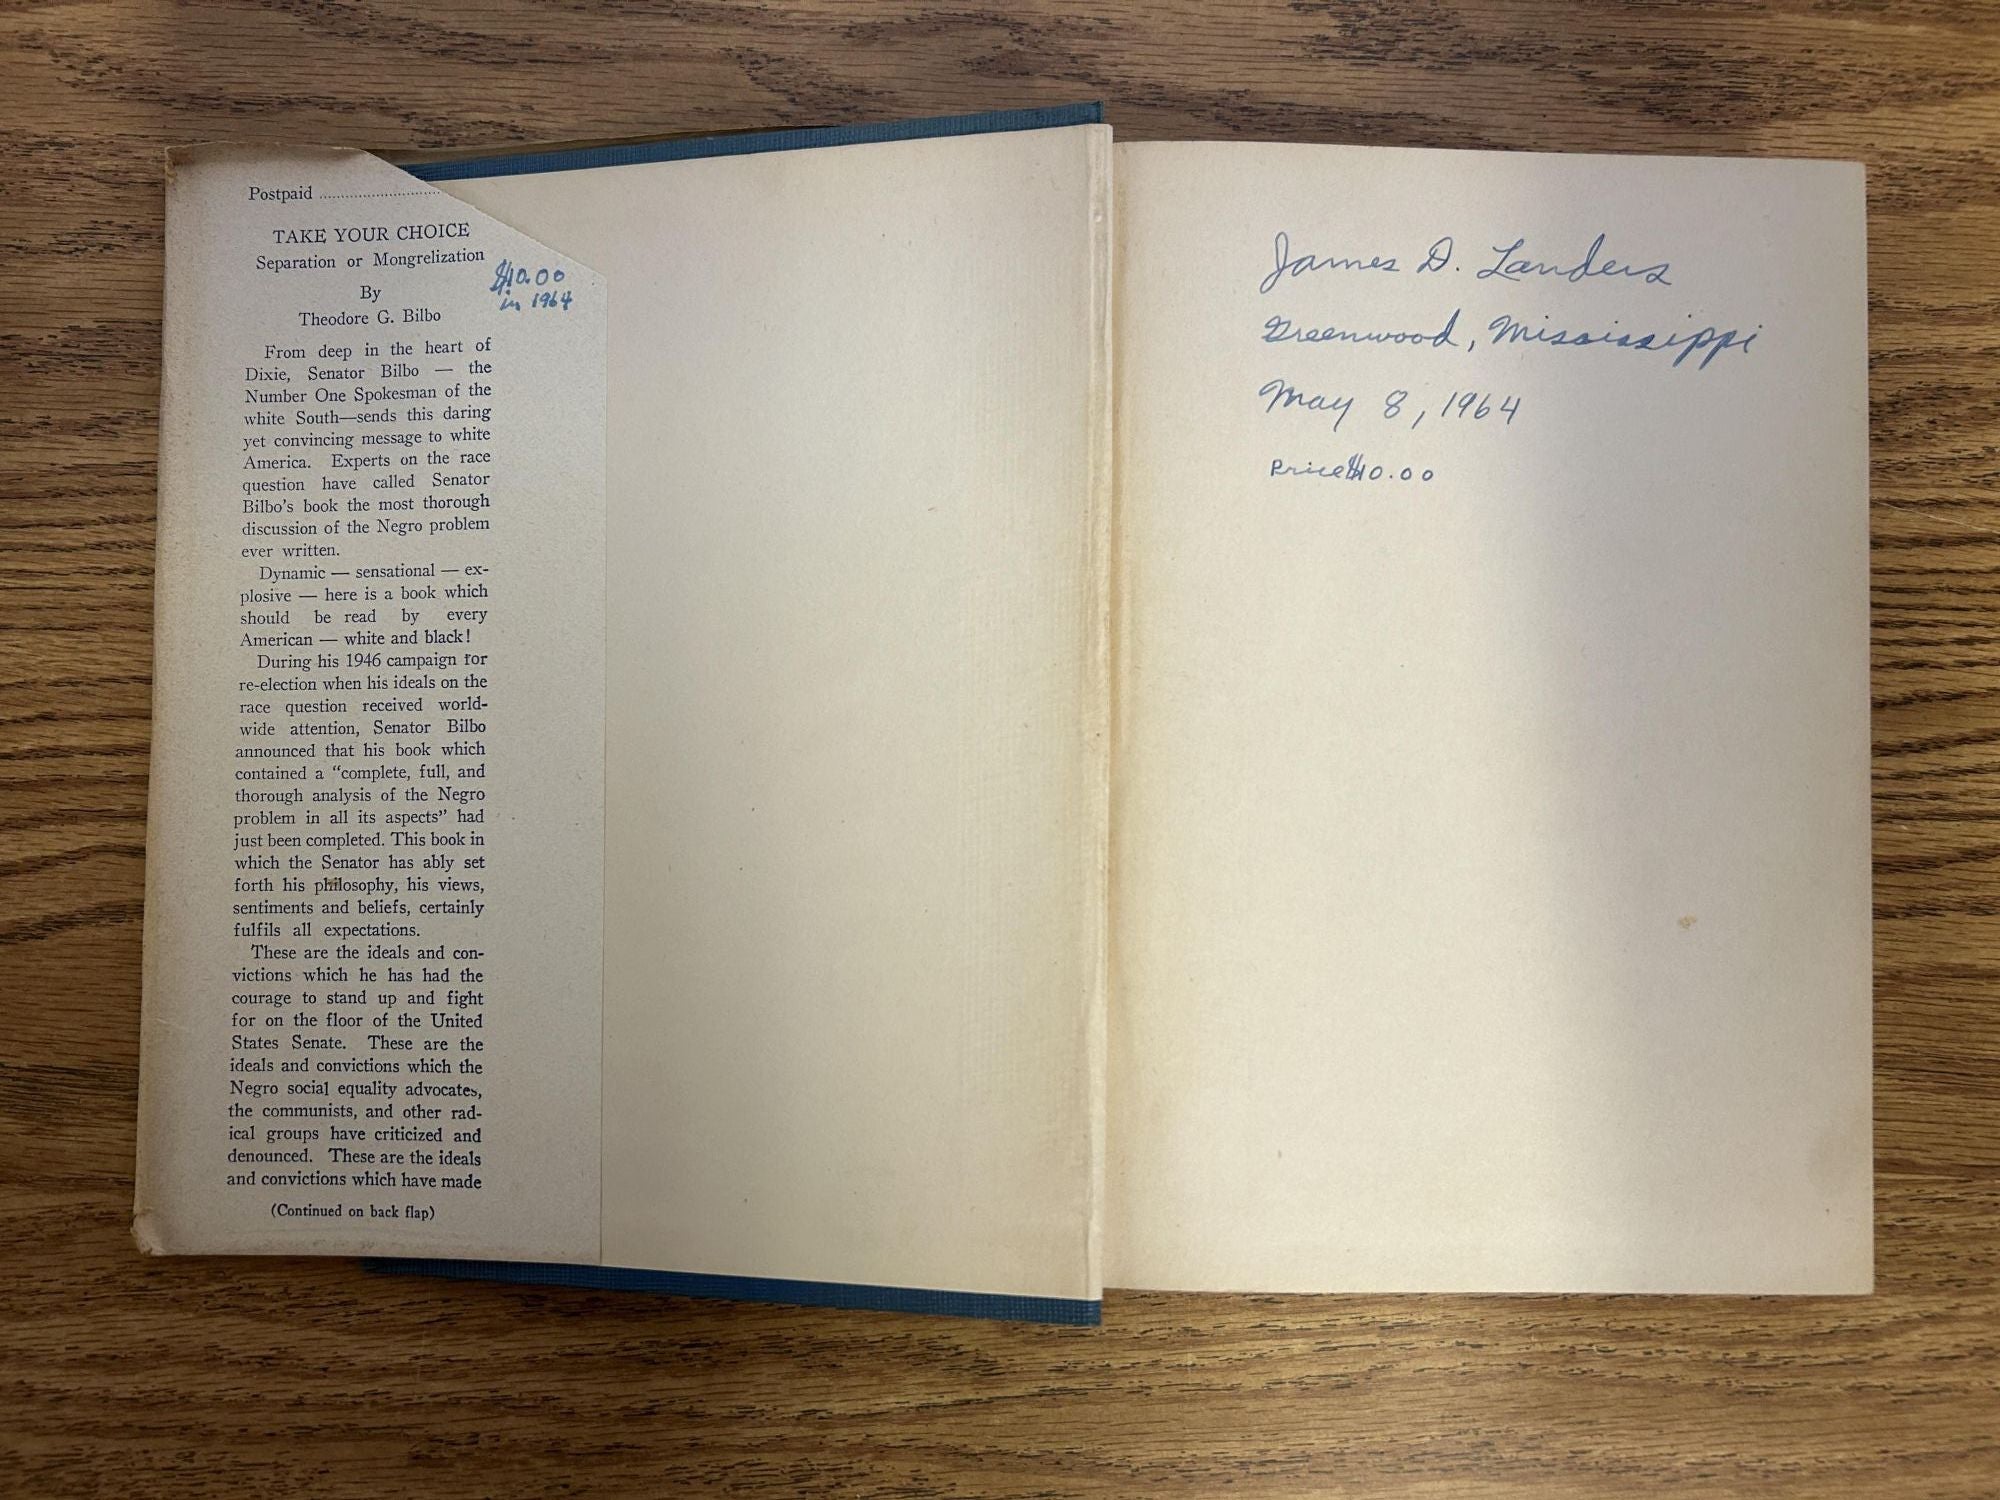 Postpaid ..............................
TAKE YOUR CHOICE
Separation or Mongrelization
By
Theodore G. Bilbo
$10.00
in 1964
From deep in the heart of
Dixie, Senator Bilbo — the
Number One Spokesman of the
white South—sends this daring
yet convincing message to white
America. Experts on the race
question have called Senator
Bilbo's book the most thorough
discussion of the Negro problem
ever written.
Dynamic — sensational — ex-
plosive — here is a book which
should be read by every
American — white and black!
During his 1946 campaign for
re-election when his ideals on the
race question received world-
wide attention, Senator Bilbo
announced that his book which
contained a "complete, full, and
thorough analysis of the Negro
problem in all its aspects" had
just been completed. This book in
which the Senator has ably set
forth his philosophy, his views,
sentiments and beliefs, certainly
fulfils all expectations.
These are the ideals and con-
victions which he has had the
courage to stand up and fight
for on the floor of the United
States Senate. These are the
ideals and convictions which the
Negro social equality advocates,
the communists, and other rad-
ical groups have criticized and
denounced. These are the ideals
and convictions which have made
(Continued on back flap)
James D. Landers
Greenwood, Mississippi
May 8, 1964
Price $10.00